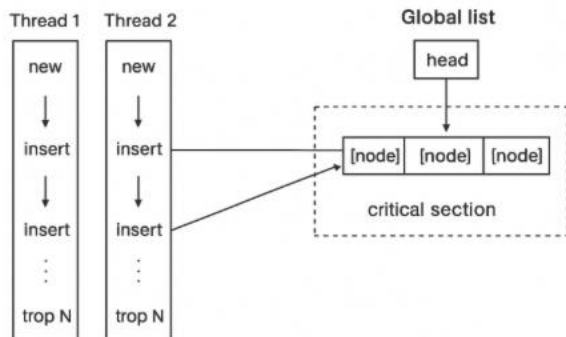 Thread 1
new
insert
insert
trop N
Thread 2
new
insert
insert
trop N
Global list
head
[node] [node] [node]
critical section